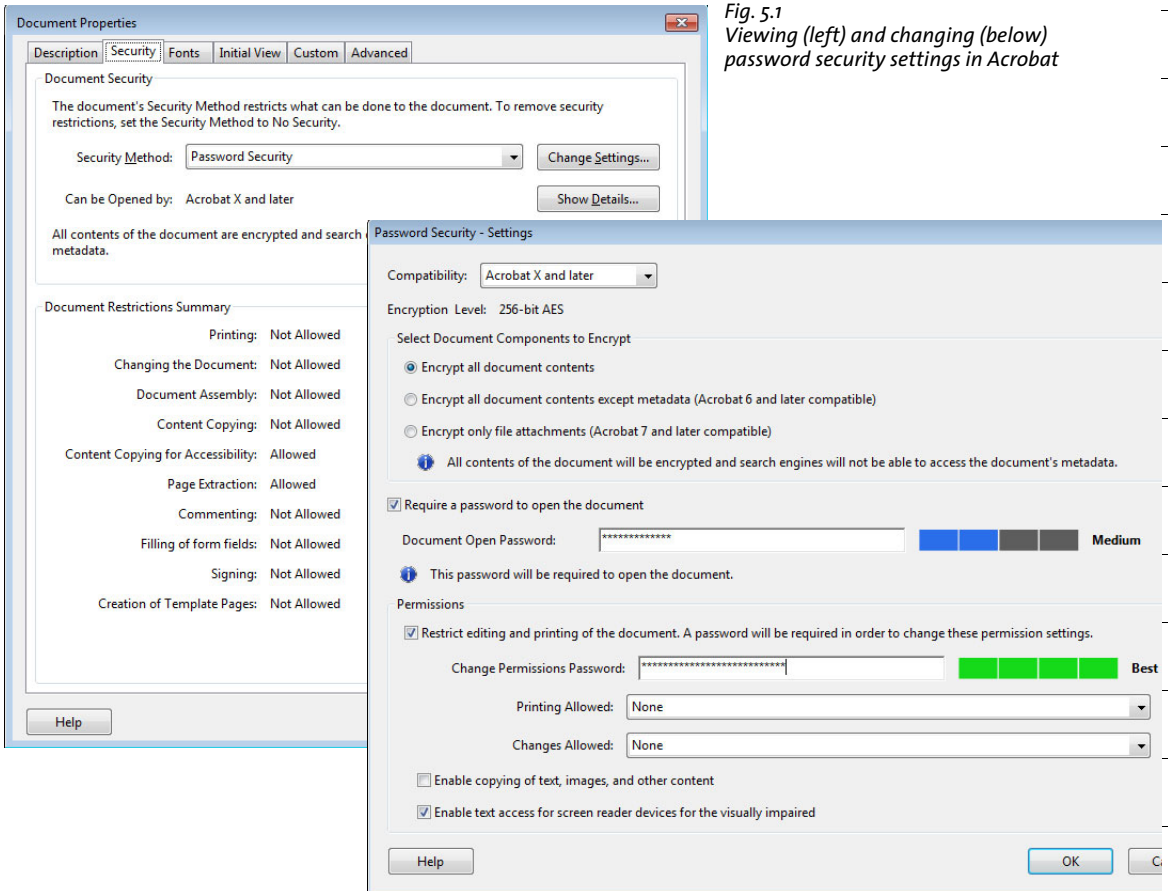 Fig. 5.1
Viewing (left) and changing (below)
password security settings in Acrobat
Document Properties
Description Security Fonts Initial View Custom Advanced
Document Security
The document's Security Method restricts what can be done to the document. To remove security
restrictions, set the Security Method to No Security.
Security Method: Password Security Change Settings...
Can be Opened by: Acrobat X and later Show Details...
All contents of the document are encrypted and search
metadata.
Document Restrictions Summary
Printing: Not Allowed
Changing the Document: Not Allowed
Document Assembly: Not Allowed
Content Copying: Not Allowed
Content Copying for Accessibility: Allowed
Page Extraction: Allowed
Commenting: Not Allowed
Filling of form fields: Not Allowed
Signing: Not Allowed
Creation of Template Pages: Not Allowed
Help
Password Security - Settings
Compatibility: Acrobat X and later
Encryption Level: 256-bit AES
Select Document Components to Encrypt
Encrypt all document contents
Encrypt all document contents except metadata (Acrobat 6 and later compatible)
Encrypt only file attachments (Acrobat 7 and later compatible)
All contents of the document will be encrypted and search engines will not be able to access the document's metadata.
Require a password to open the document
Document Open Password: ************* Medium
This password will be required to open the document.
Permissions
Restrict editing and printing of the document. A password will be required in order to change these permission settings.
Change Permissions Password: *************************** Best
Printing Allowed: None
Changes Allowed: None
Enable copying of text, images, and other content
Enable text access for screen reader devices for the visually impaired
Help OK